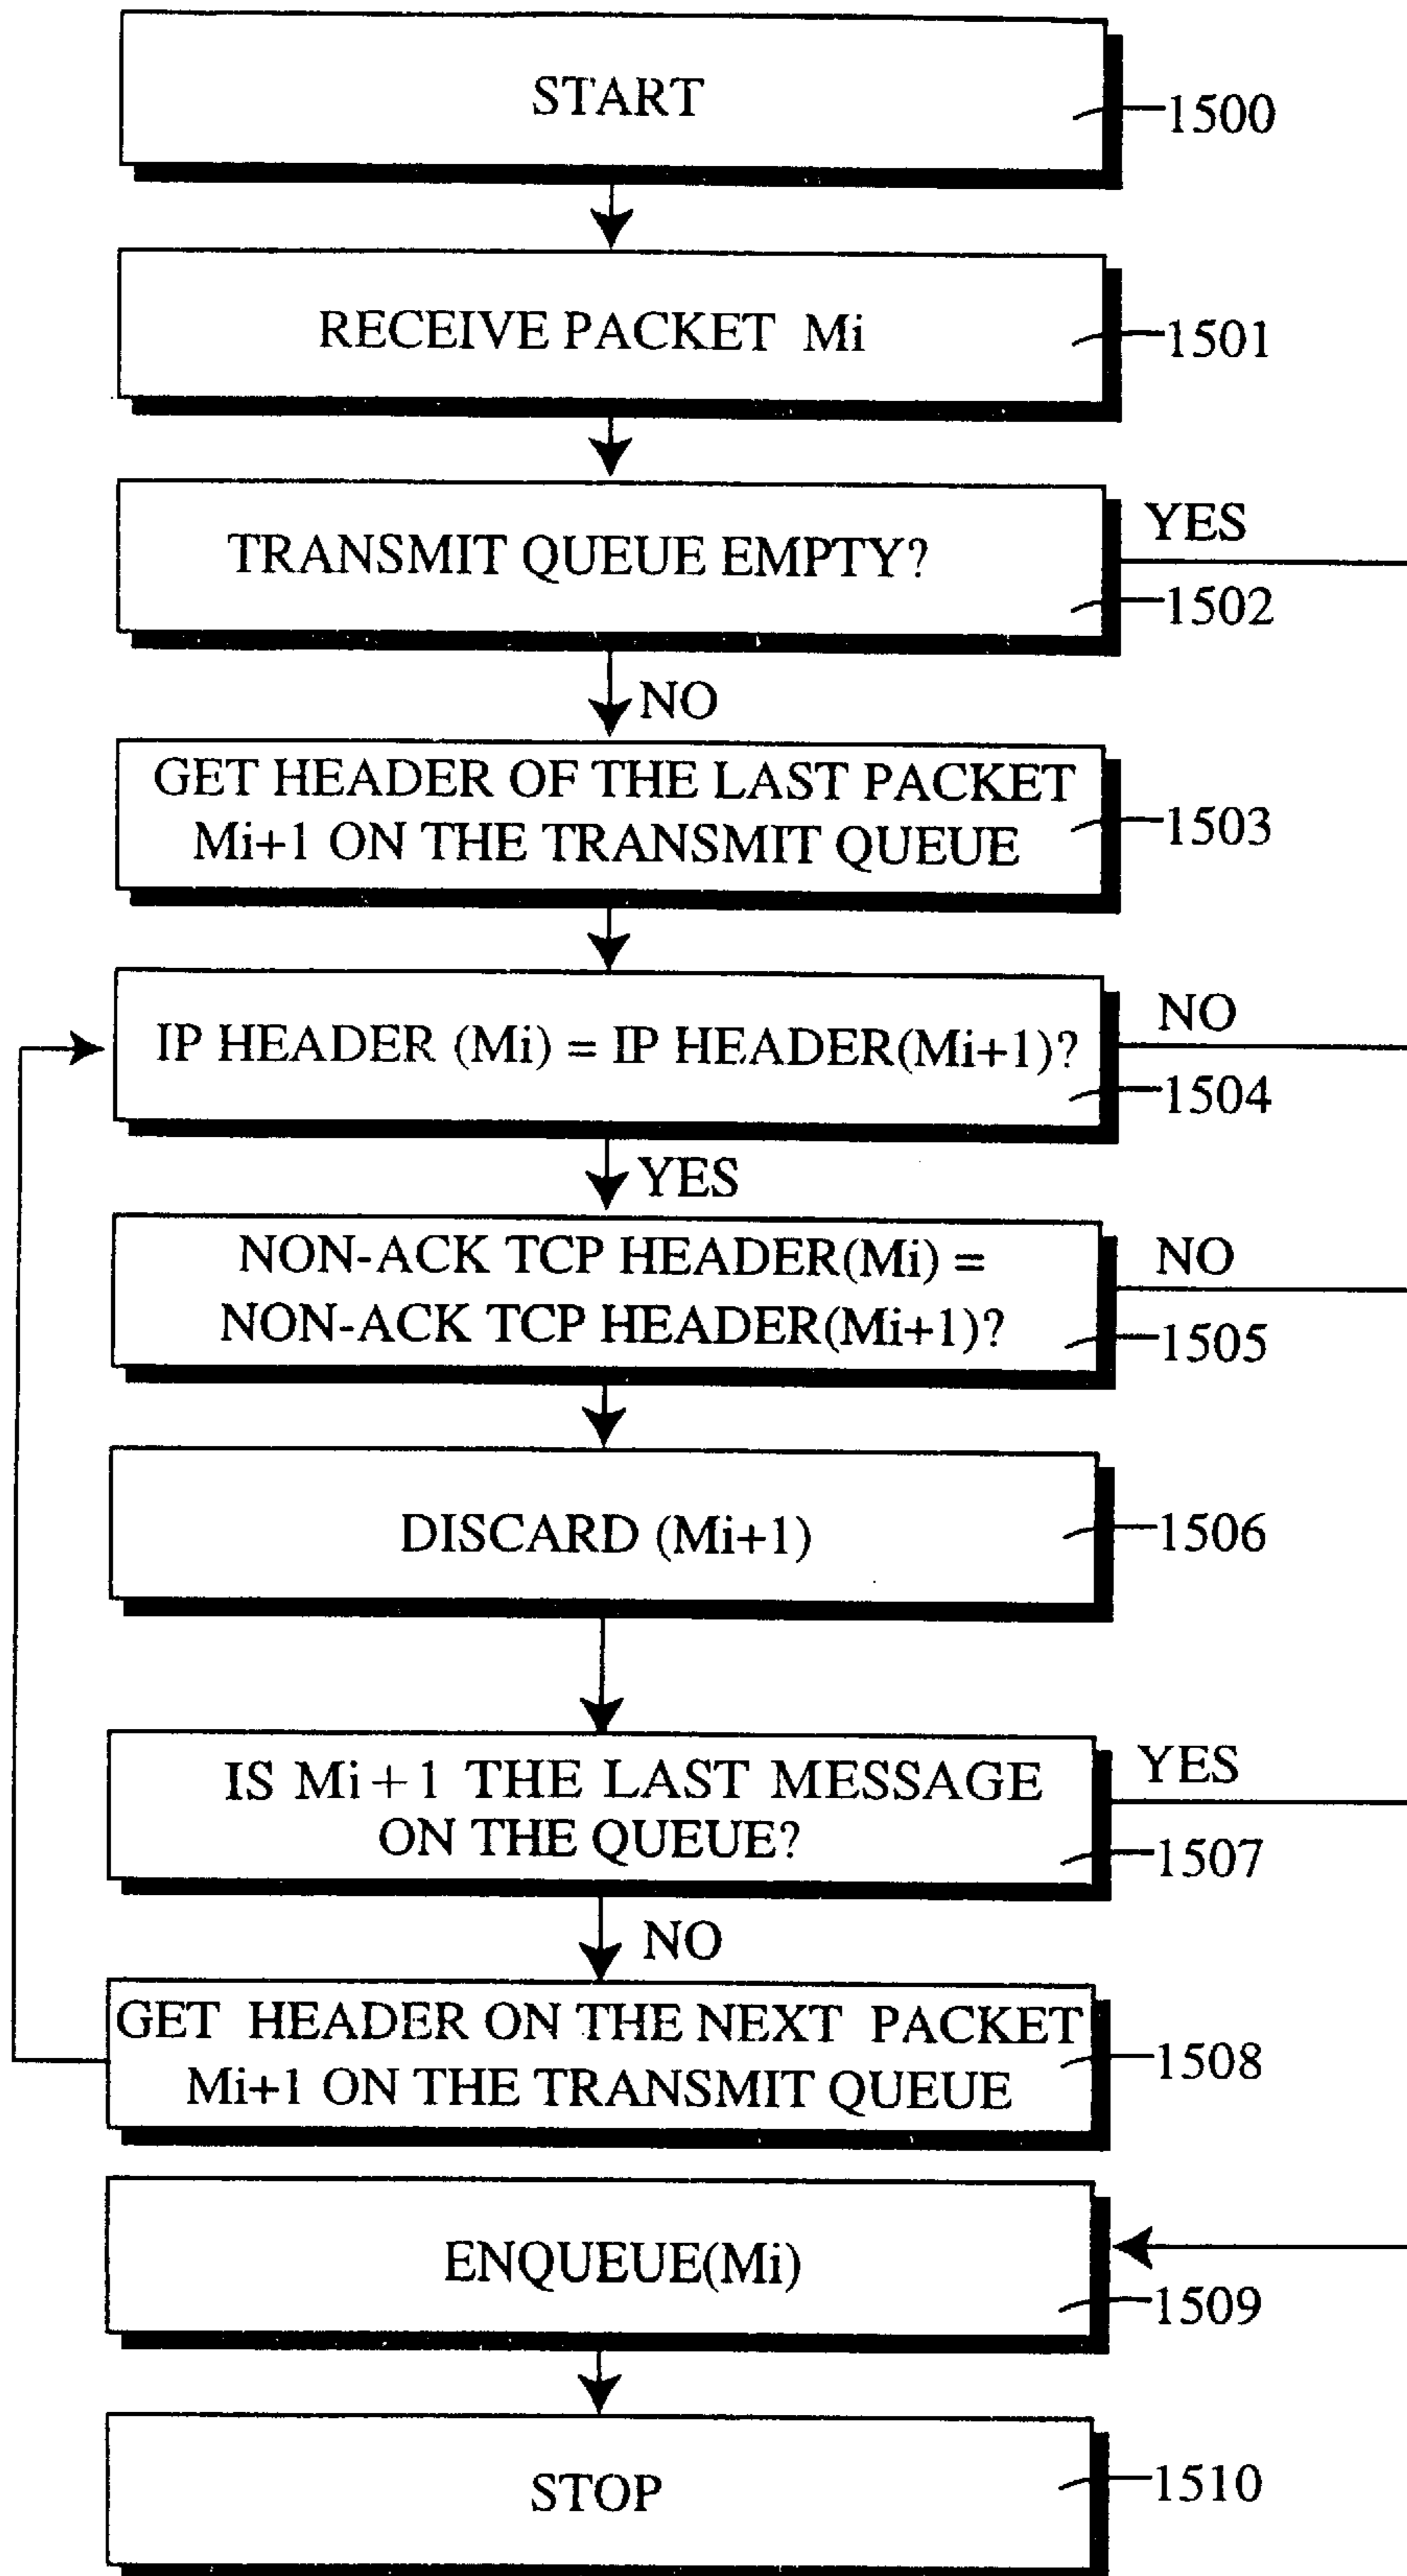 START
1500
RECEIVE PACKET Mi
1501
TRANSMIT QUEUE EMPTY?
YES
1502
NO
GET HEADER OF THE LAST PACKET
Mi+1 ON THE TRANSMIT QUEUE
1503
IP HEADER (Mi) = IP HEADER(Mi+1)?
NO
1504
YES
NON-ACK TCP HEADER(Mi) =
NON-ACK TCP HEADER(Mi+1)?
NO
1505
DISCARD (Mi+1)
1506
IS Mi+1 THE LAST MESSAGE
ON THE QUEUE?
YES
1507
NO
GET HEADER ON THE NEXT PACKET
Mi+1 ON THE TRANSMIT QUEUE
1508
ENQUEUE(Mi)
1509
STOP
1510